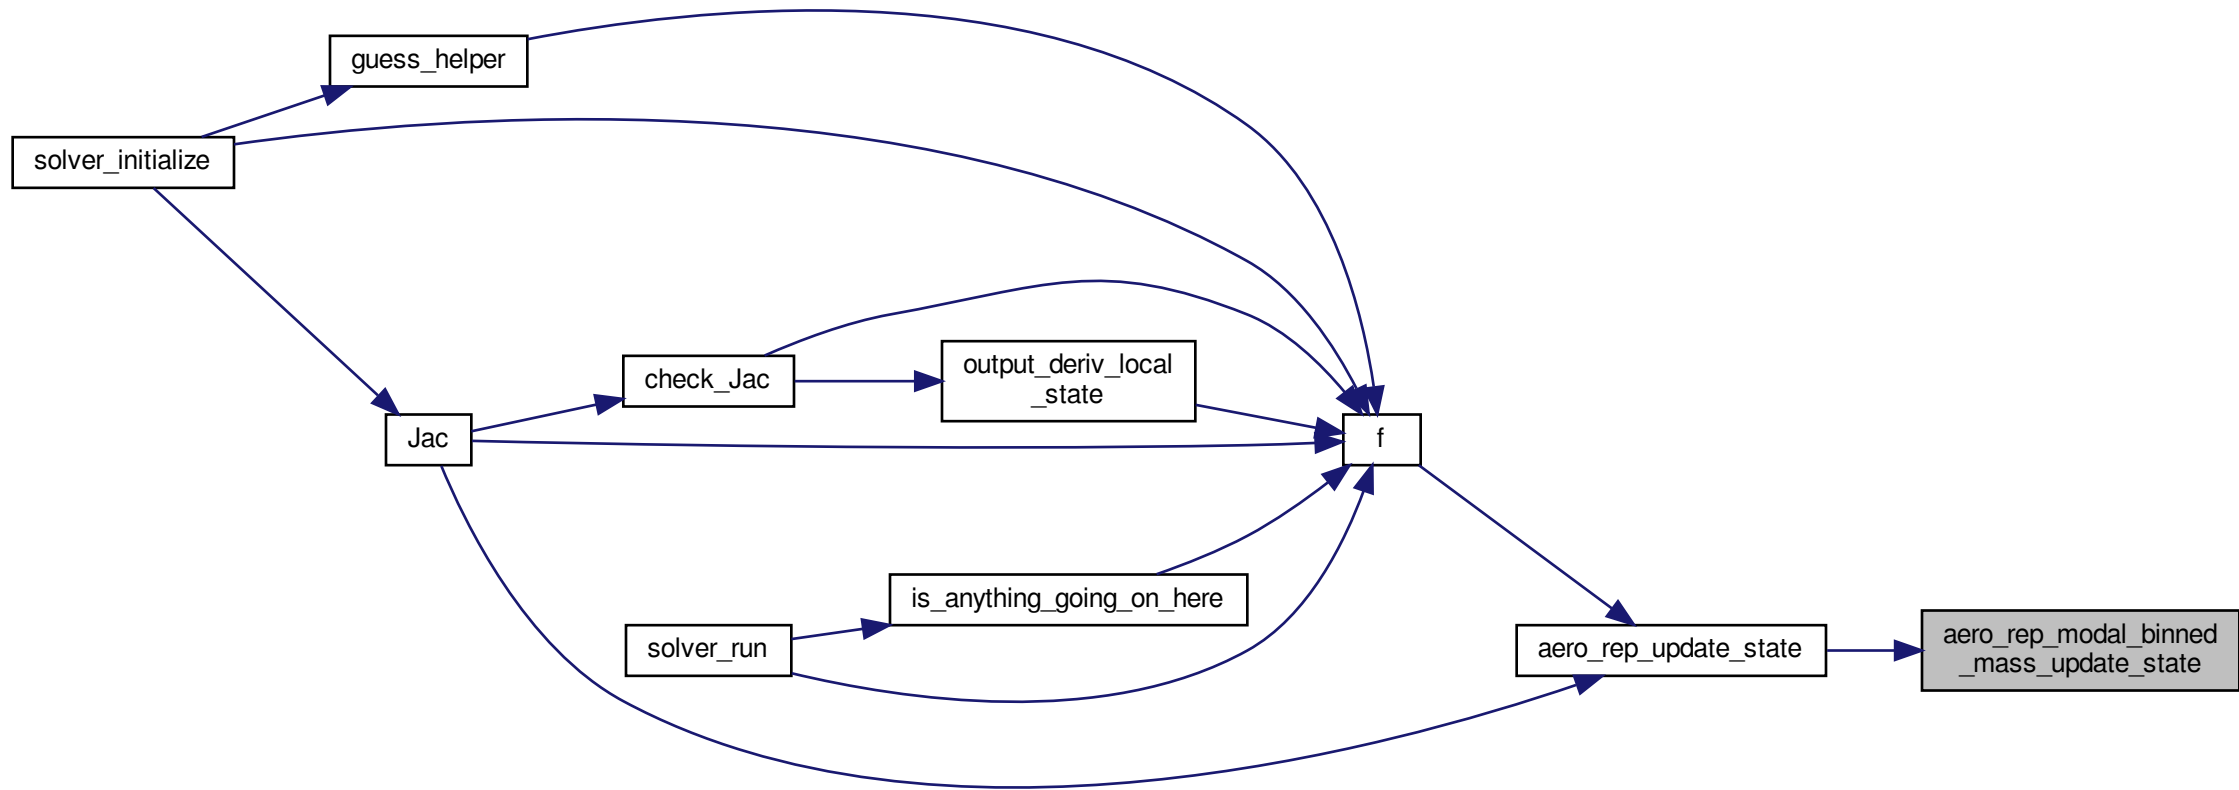 guess_helper
solver_initialize
check_Jac
output_deriv_local
_state
Jac
f
is_anything_going_on_here
solver_run
aero_rep_update_state
aero_rep_modal_binned
_mass_update_state